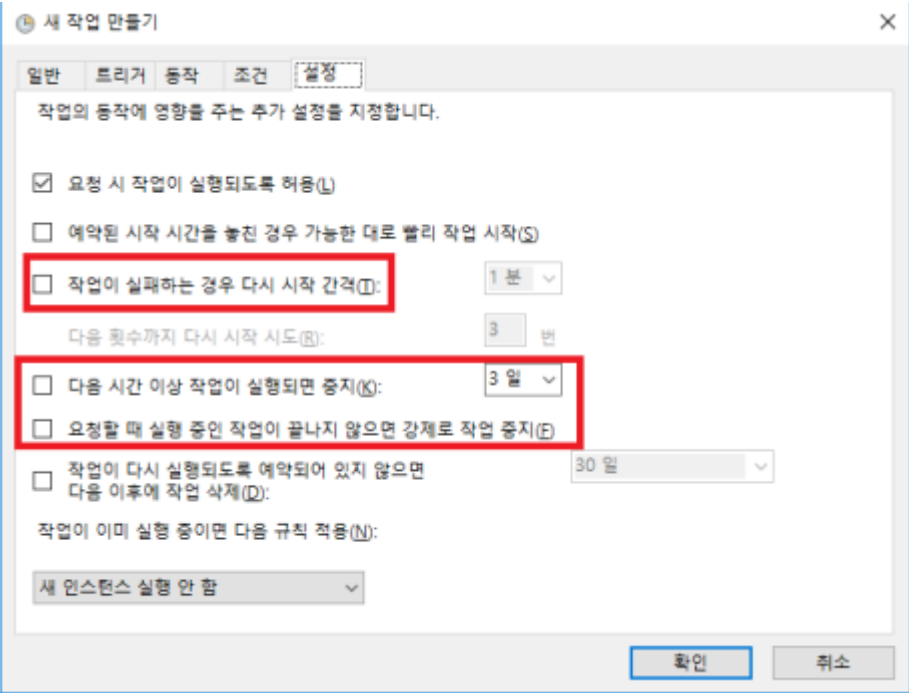 새 작업 만들기
일반 트리거 동작 조건 설정
작업의 동작에 영향을 주는 추가 설정을 지정합니다.
요청 시 작업이 실행되도록 허용(L)
예약된 시작 시간을 놓친 경우 가능한 대로 빨리 작업 시작(S)
작업이 실패하는 경우 다시 시작 간격(T): 1 분
다음 횟수까지 다시 시작 시도(R): 3 번
다음 시간 이상 작업이 실행되면 중지(K): 3 일
요청할 때 실행 중인 작업이 끝나지 않으면 강제로 작업 중지(F)
작업이 다시 실행되도록 예약되어 있지 않으면 30 일
다음 이후에 작업 삭제(D):
작업이 이미 실행 중이면 다음 규칙 적용(N):
새 인스턴스 실행 안 함
확인 취소